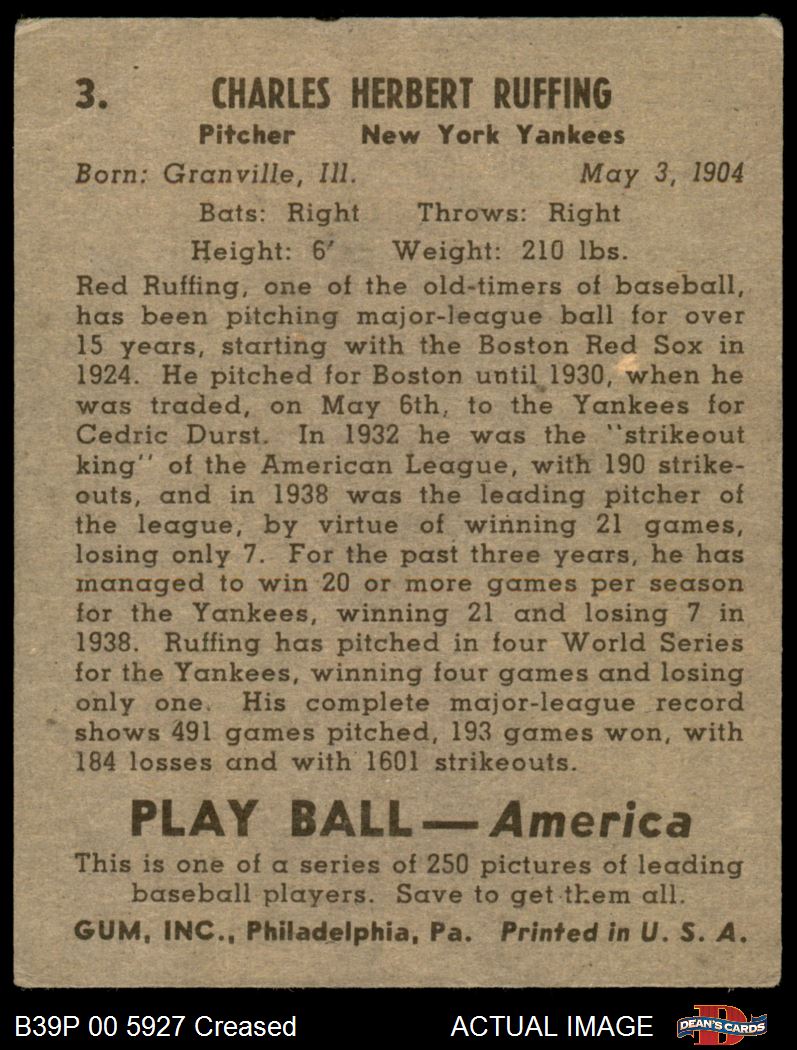 3. CHARLES HERBERT RUFFING
Pitcher New York Yankees
Born: Granville, Ill. May 3, 1904
Bats: Right Throws: Right
Height: 6' Weight: 210 lbs.
Red Ruffing, one of the old-timers of baseball,
has been pitching major-league ball for over
15 years, starting with the Boston Red Sox in
1924. He pitched for Boston until 1930, when he
was traded, on May 6th, to the Yankees for
Cedric Durst. In 1932 he was the "strikeout
king" of the American League, with 190 strike-
outs, and in 1938 was the leading pitcher of
the league, by virtue of winning 21 games,
losing only 7. For the past three years, he has
managed to win 20 or more games per season
for the Yankees, winning 21 and losing 7 in
1938. Ruffing has pitched in four World Series
for the Yankees, winning four games and losing
only one. His complete major-league record
shows 491 games pitched, 193 games won, with
184 losses and with 1601 strikeouts.
PLAY BALL—America
This is one of a series of 250 pictures of leading
baseball players. Save to get them all.
GUM, INC., Philadelphia, Pa. Printed in U. S. A.
B39P 00 5927 Creased ACTUAL IMAGE D DEAN'S CARDS